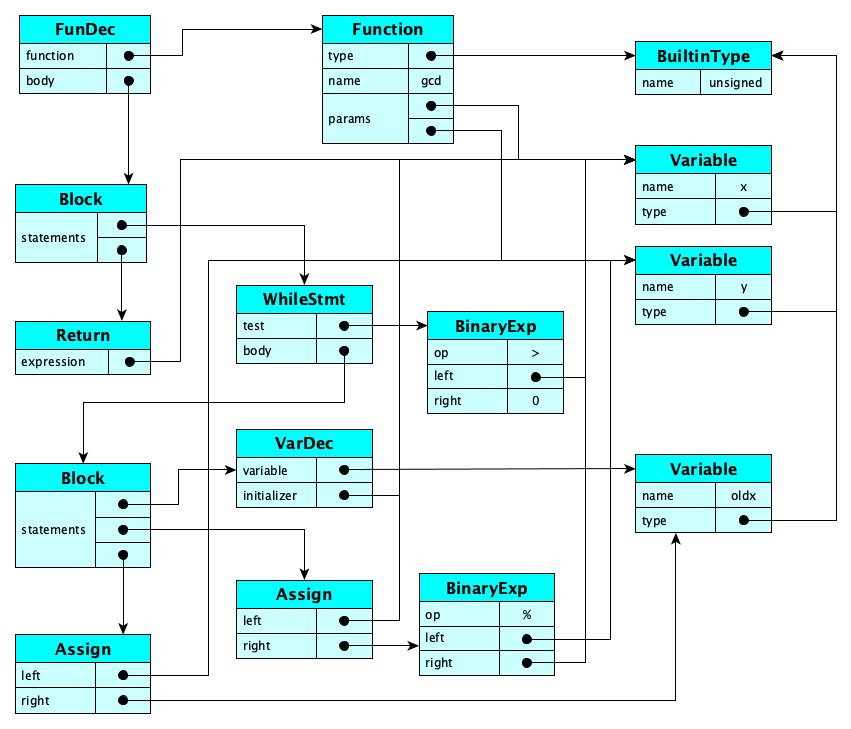 FunDec
function
body
Function
type
name gcd
params
BuiltinType
name unsigned
Variable
name x
type
Block
statements
Variable
name y
type
WhileStmt
test
body
BinaryExp
op >
left
right 0
Return
expression
VarDec
variable
initializer
Variable
name oldx
type
Block
statements
Assign
left
right
BinaryExp
op %
left
right
Assign
left
right